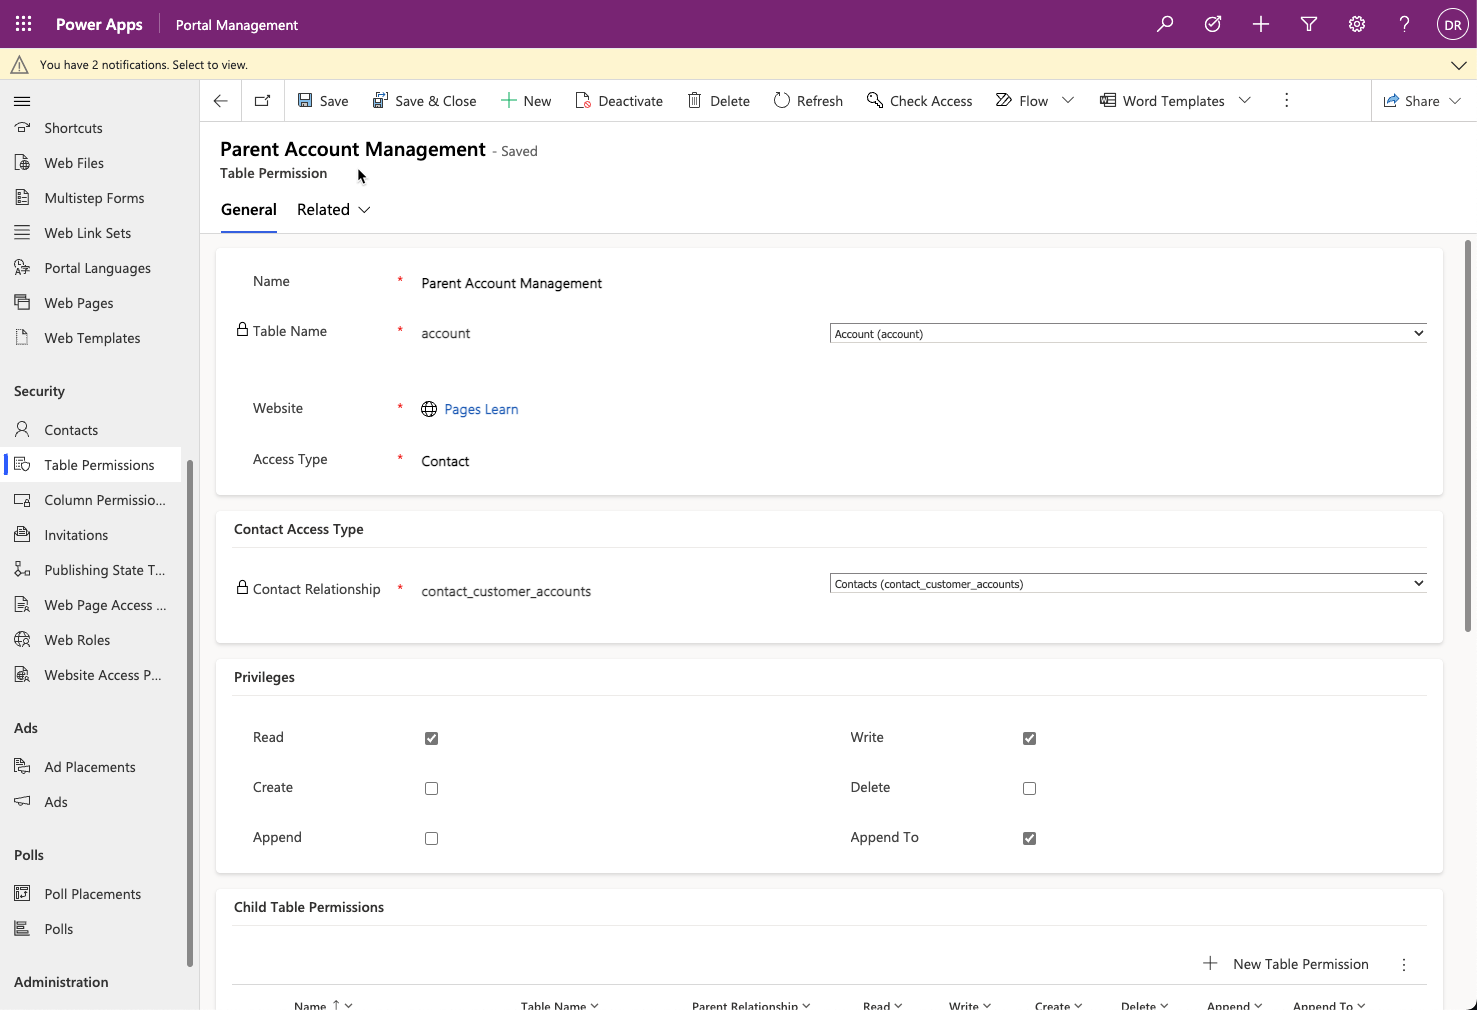 Power Apps
Portal Management
DR
You have 2 notifications. Select to view.
Save
Save & Close
New
Deactivate
Delete
Refresh
Check Access
Flow
Word Templates
Share
Shortcuts
Web Files
Multistep Forms
Web Link Sets
Portal Languages
Web Pages
Web Templates
Security
Contacts
Table Permissions
Column Permissio...
Invitations
Publishing State T...
Web Page Access ...
Web Roles
Website Access P...
Ads
Ad Placements
Ads
Polls
Poll Placements
Polls
Administration
Parent Account Management - Saved
Table Permission
General
Related
Name * Parent Account Management
Table Name * account
Account (account)
Website * Pages Learn
Access Type * Contact
Contact Access Type
Contact Relationship * contact_customer_accounts
Contacts (contact_customer_accounts)
Privileges
Read
Write
Create
Delete
Append
Append To
Child Table Permissions
New Table Permission
Name
Table Name
Parent Relationship
Read
Write
Create
Delete
Append
Append To